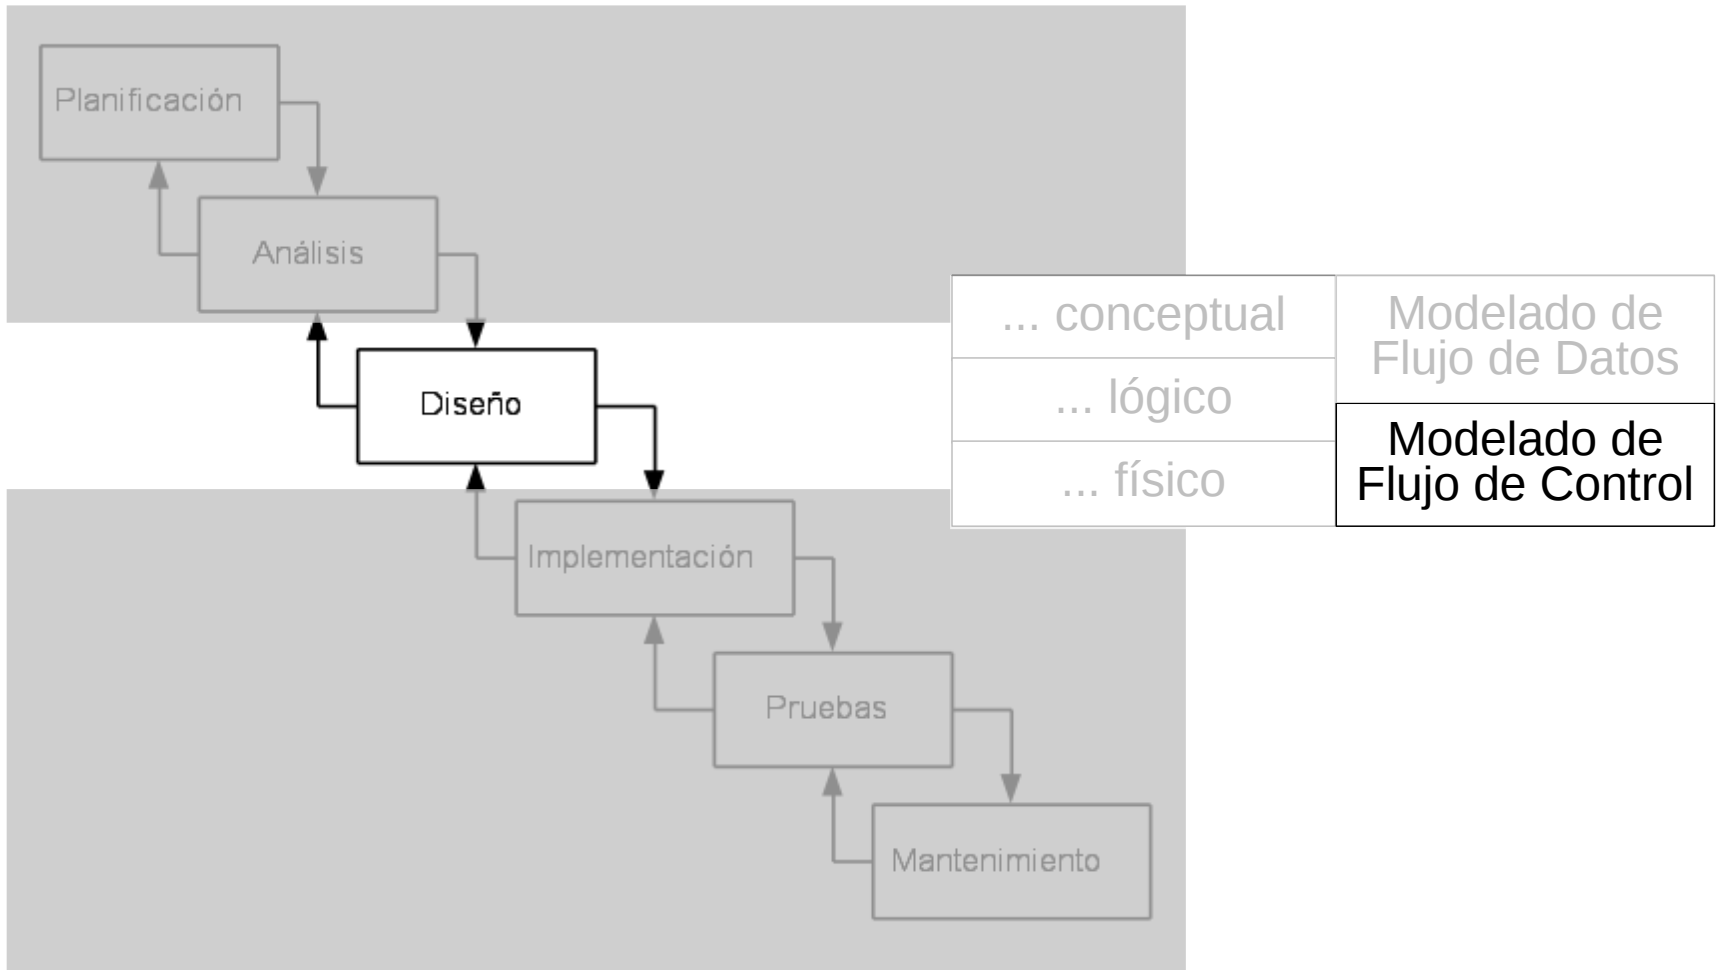 Planificación
Análisis
Diseño
Implementación
Pruebas
Mantenimiento
... conceptual
... lógico
... físico
Modelado de
Flujo de Datos
Modelado de
Flujo de Control